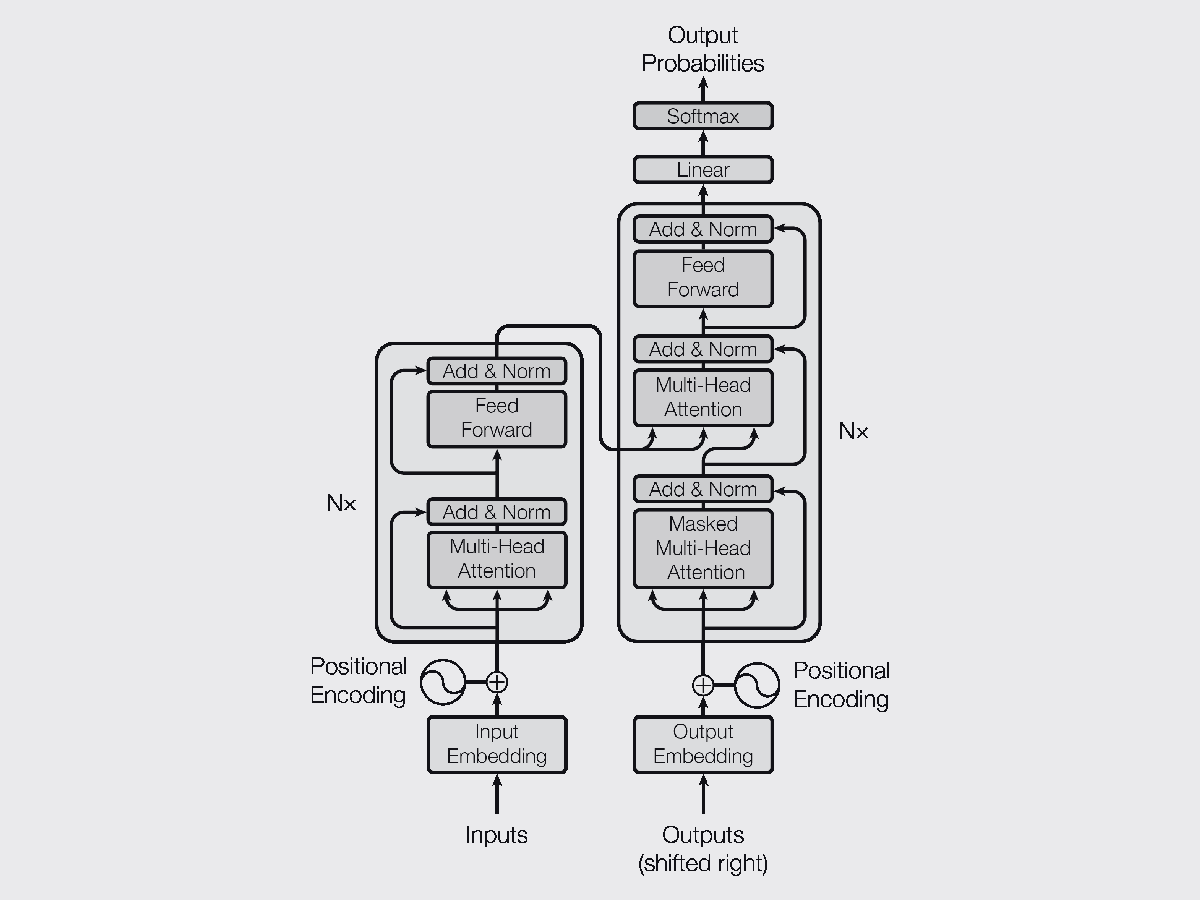 Output
Probabilities
Softmax
Linear
Add & Norm
Feed
Forward
Add & Norm
Multi-Head
Attention
Nx
Add & Norm
Masked
Multi-Head
Attention
Positional
Encoding
Output
Embedding
Outputs
(shifted right)
Add & Norm
Feed
Forward
Nx
Add & Norm
Multi-Head
Attention
Positional
Encoding
Input
Embedding
Inputs